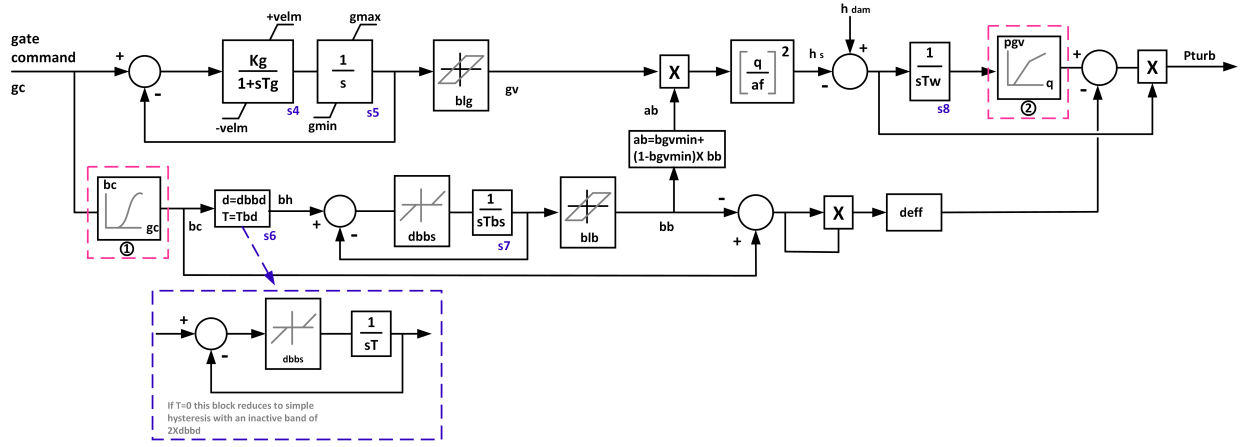 gate
command
gc
+
-
+velm
Kg
1+sTg
-velm
s4
gmax
1
s
gmin
s5
blg
gv
X
ab
[q
af] 2
h s
h dam
+
-
1
sTw
s8
pgv
q
2
+
-
X
Pturb
ab=bgvmin+
(1-bgvmin)X bb
bc
gc
1
bc
d=dbbd
T=Tbd
s6
bh
+
-
dbbs
1
sTbs
s7
blb
bb
-
+
X
deff
+
-
dbbs
1
sT
If T=0 this block reduces to simple
hysteresis with an inactive band of
2Xdbbd